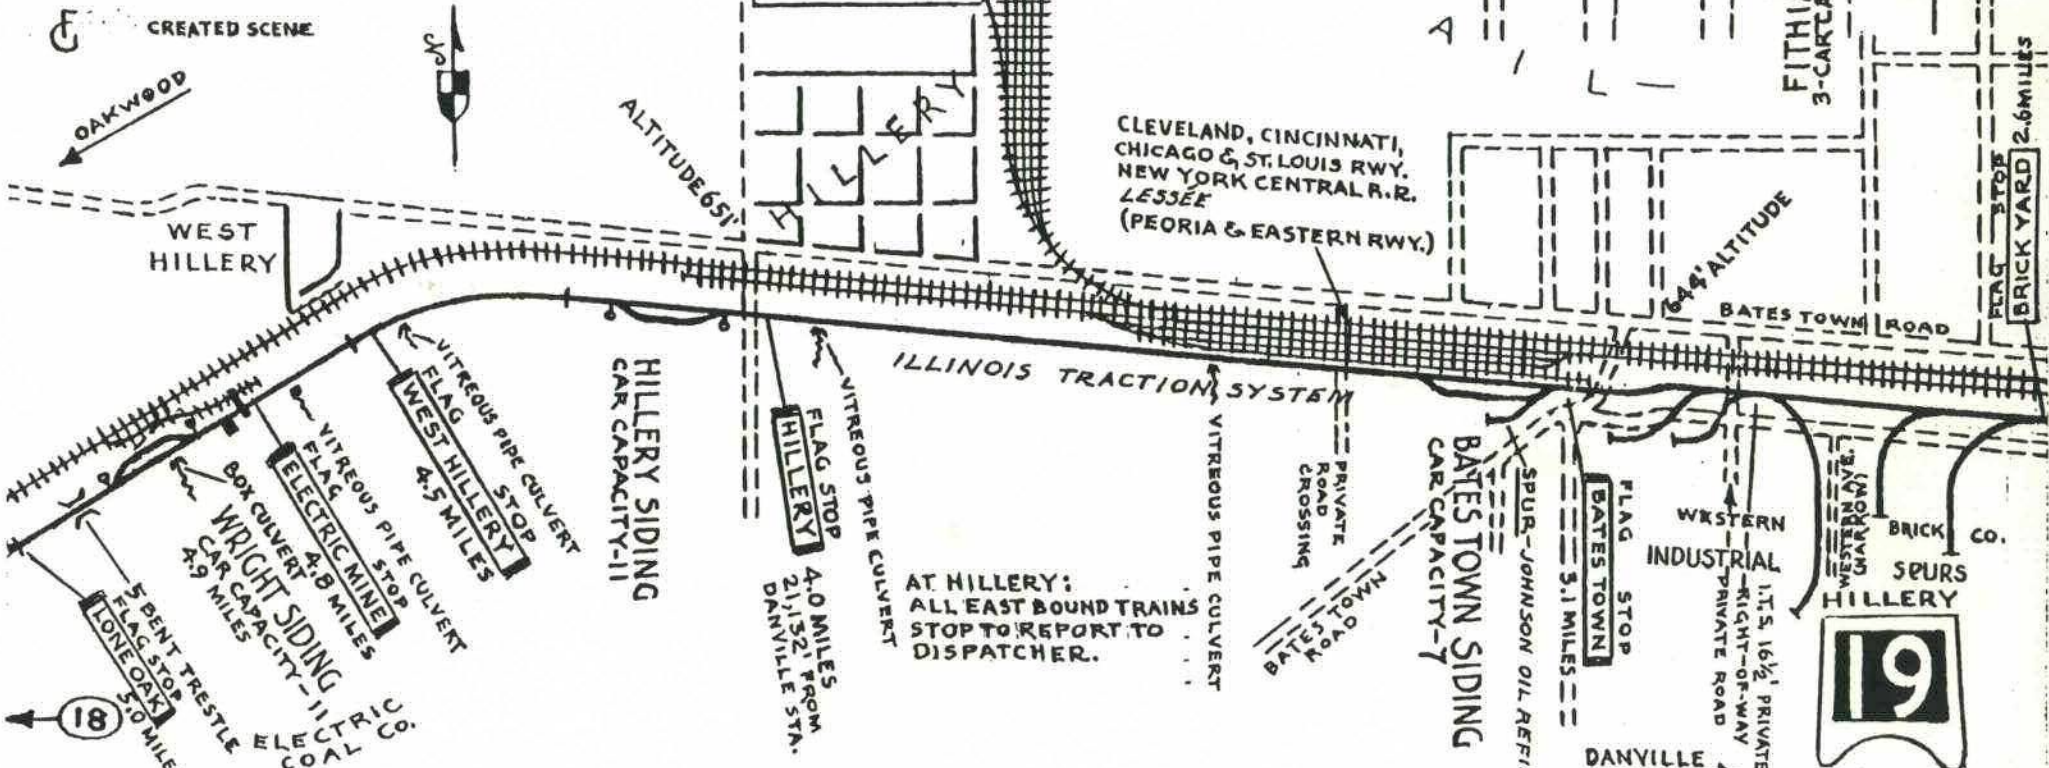 CREATED SCENE
OAKWOOD
N
WEST
HILLERY
ALTITUDE 651'
HILLERY
CLEVELAND, CINCINNATI,
CHICAGO & ST. LOUIS RWY.
NEW YORK CENTRAL R.R.
LESSÉE
(PEORIA & EASTERN RWY.)
644' ALTITUDE
BATES TOWN ROAD
3-CARTA
FLAG STOP
BRICK YARD 2.6 MILES
ILLINOIS TRACTION SYSTEM
5 BENT TRESTLE
FLAG STOP
LONE OAK
5.0 MILE
BOX CULVERT
WRIGHT SIDING
CAR CAPACITY-11
4.9 MILES
ELECTRIC
COAL CO.
VITREOUS PIPE CULVERT
FLAG STOP
ELECTRIC MINE
4.8 MILES
VITREOUS PIPE CULVERT
FLAG STOP
WEST HILLERY
4.5 MILES
HILLERY SIDING
CAR CAPACITY-11
VITREOUS PIPE CULVERT
FLAG STOP
HILLERY
4.0 MILES
21,132' FROM
DANVILLE STA.
AT HILLERY:
ALL EAST BOUND TRAINS
STOP TO REPORT TO
DISPATCHER.
VITREOUS PIPE CULVERT
PRIVATE
ROAD
CROSSING
BATES TOWN
ROAD
BATES TOWN SIDING
CAR CAPACITY-7
SPUR-JOHNSON OIL REFI
3.1 MILES
FLAG STOP
BATES TOWN
WESTERN
INDUSTRIAL
PRIVATE ROAD
RIGHT-OF-WAY
I.T.S. 16½' PRIVATE
WESTERN AVE.
(NARROW)
BRICK CO.
SPURS
HILLERY
19
18
DANVILLE